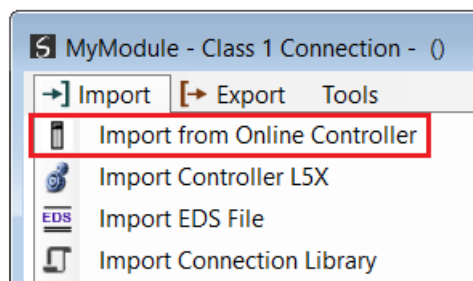 MyModule - Class 1 Connection - ()
Import Export Tools
Import from Online Controller
Import Controller L5X
EDS Import EDS File
Import Connection Library